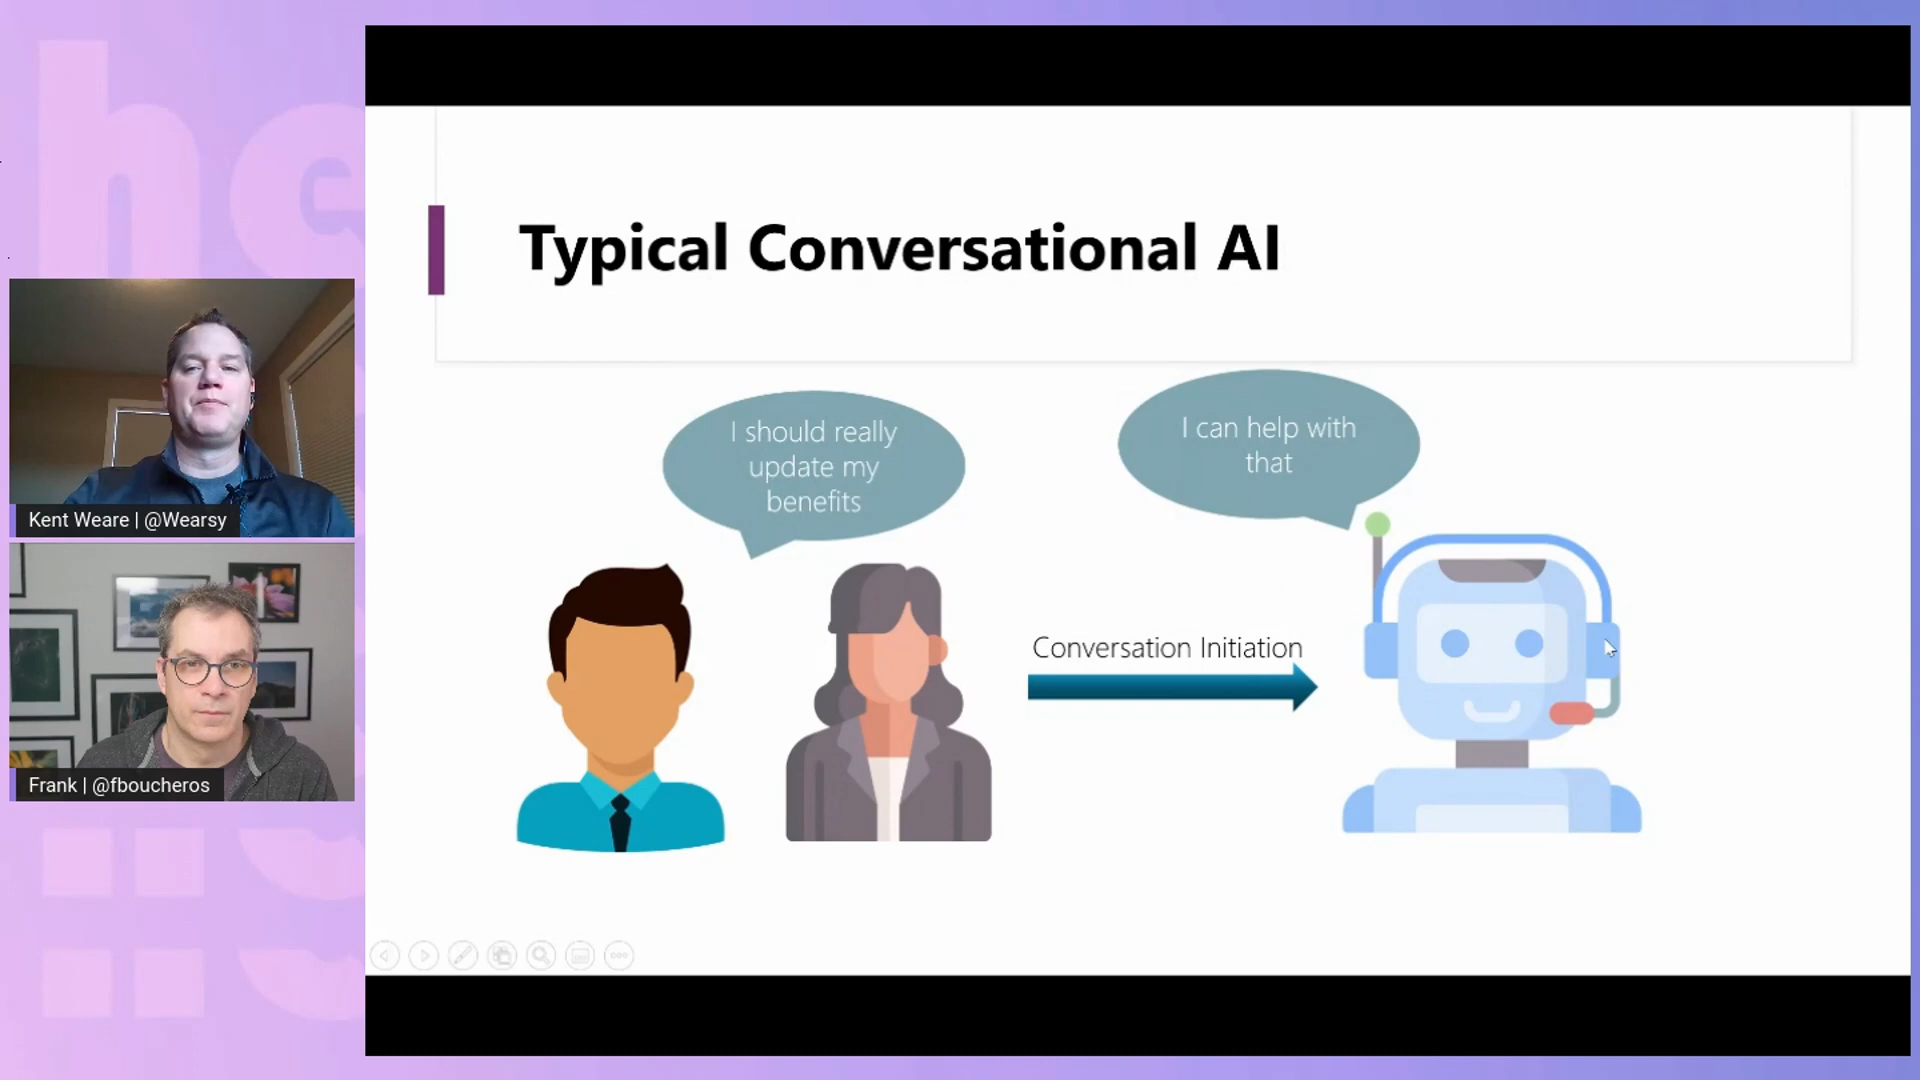 Typical Conversational AI
I should really
update my
benefits
I can help with
that
Conversation Initiation
Kent Weare | @Wearsy
Frank | @fboucheros